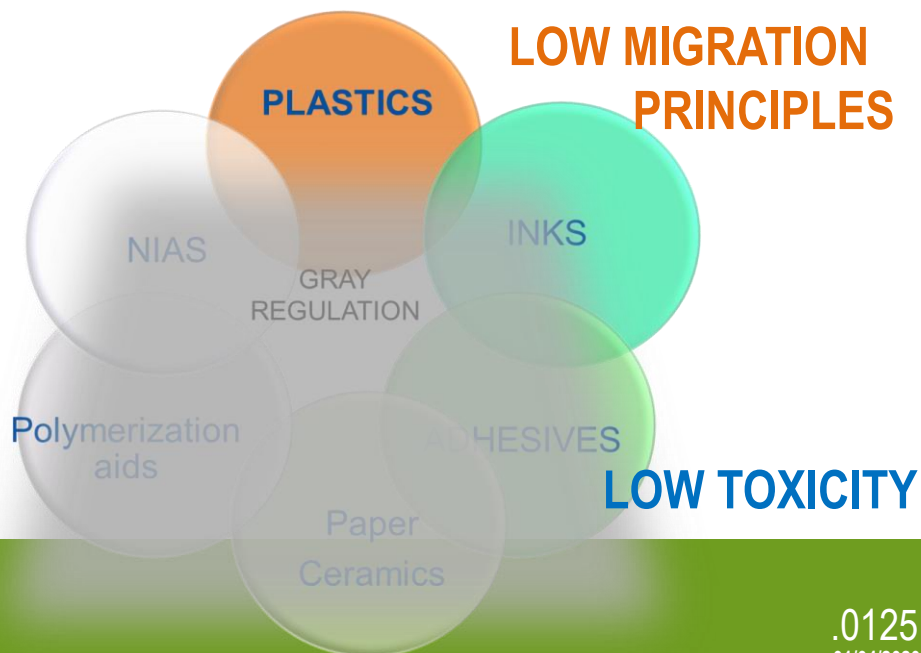 LOW MIGRATION
PRINCIPLES
PLASTICS
INKS
NIAS
GRAY
REGULATION
Polymerization
aids
ADHESIVES
LOW TOXICITY
Paper
Ceramics
.0125